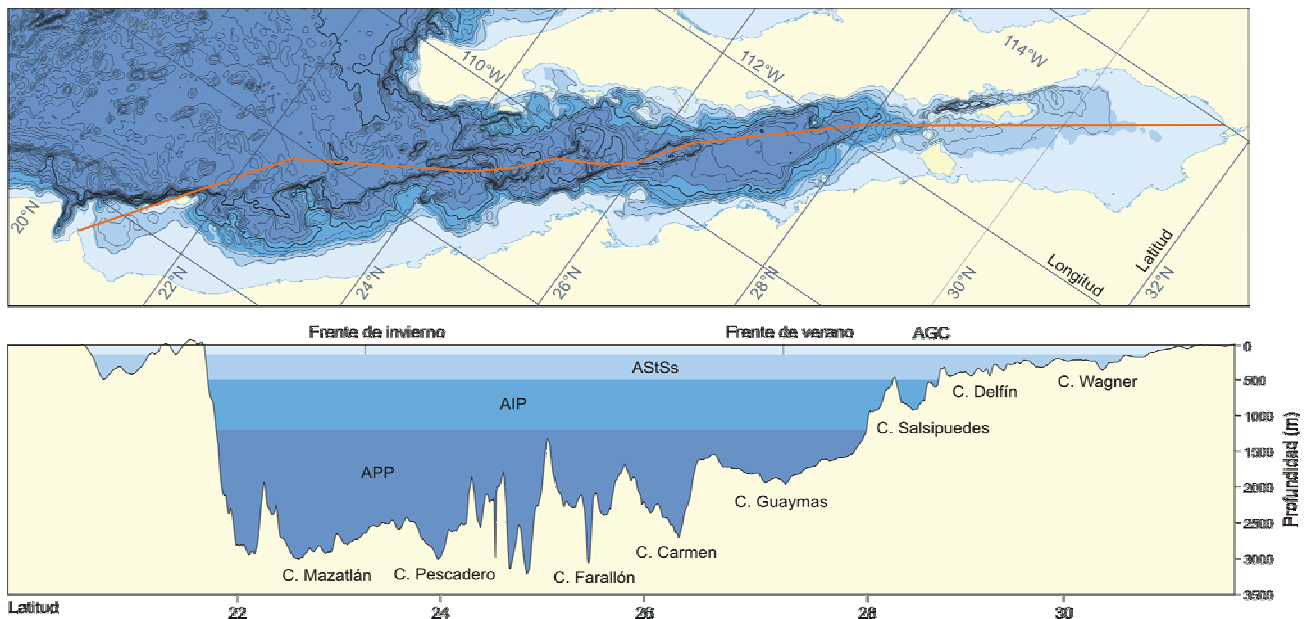 110°W
112°W
114°W
20°N
22°N
24°N
26°N
28°N
30°N
32°N
Longitud
Latitud
Frente de invierno
Frente de verano
AGC
AStSs
AIP
APP
C. Mazatlán
C. Pescadero
C. Farallón
C. Carmen
C. Guaymas
C. Salsipuedes
C. Delfín
C. Wagner
0
500
1000
1500
2000
2500
3000
3500
Profundidad (m)
Latitud
22
24
26
28
30